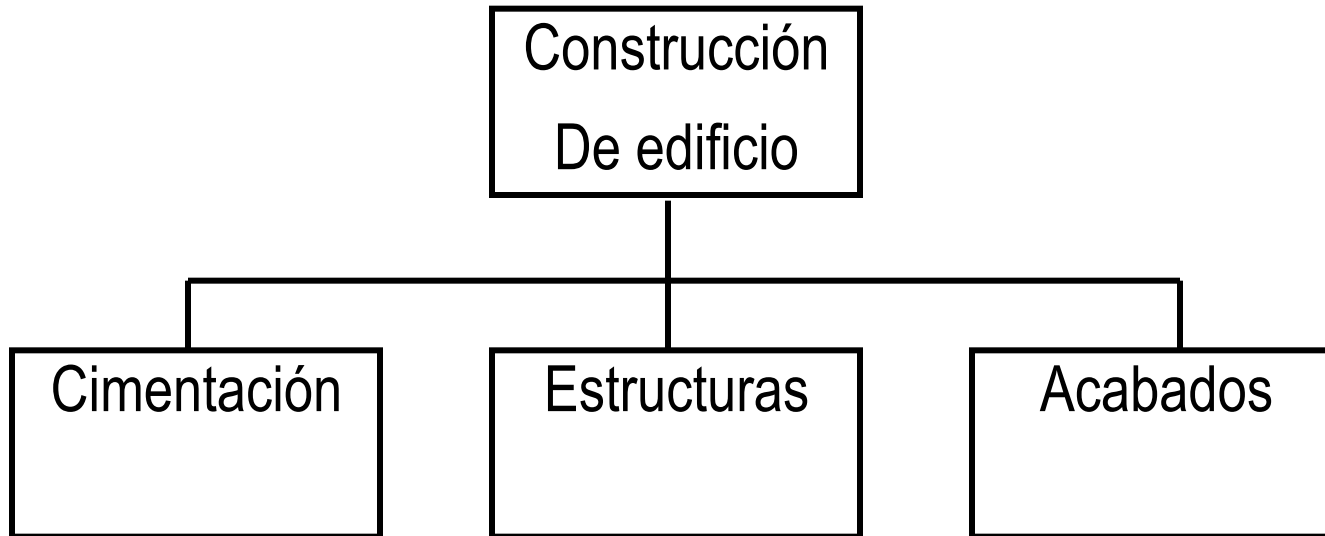 Construcción
De edificio
Cimentación
Estructuras
Acabados